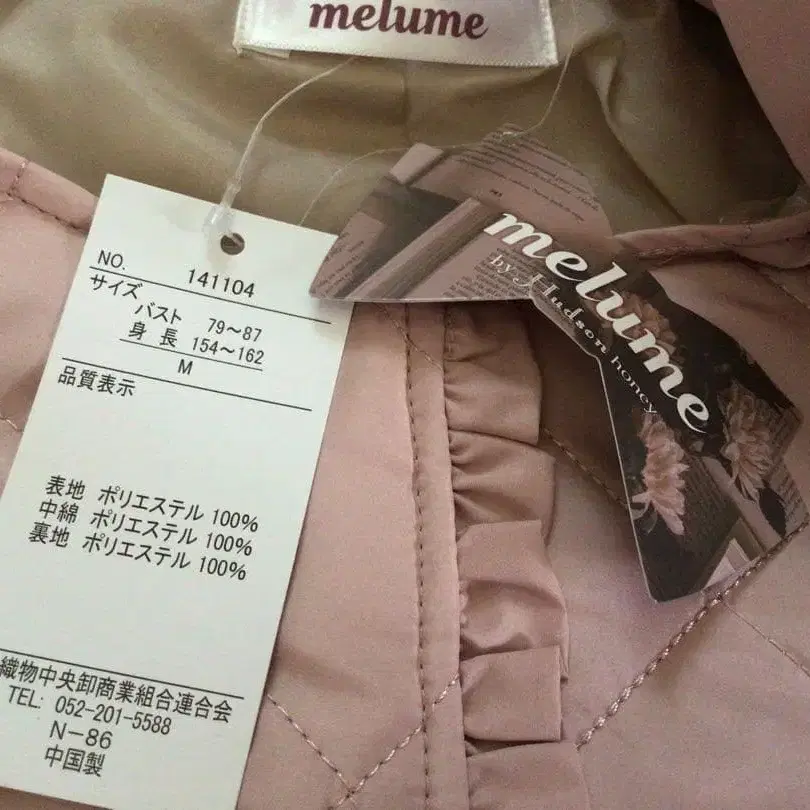 melume
NO. 141104
サイズ
バスト 79～87
身長 154～162
M
品質表示
表地 ポリエステル 100%
中綿 ポリエステル 100%
裏地 ポリエステル 100%
織物中央卸商業組合連合会
TEL: 052-201-5588
N-86
中国製
melume
by Hudson honey